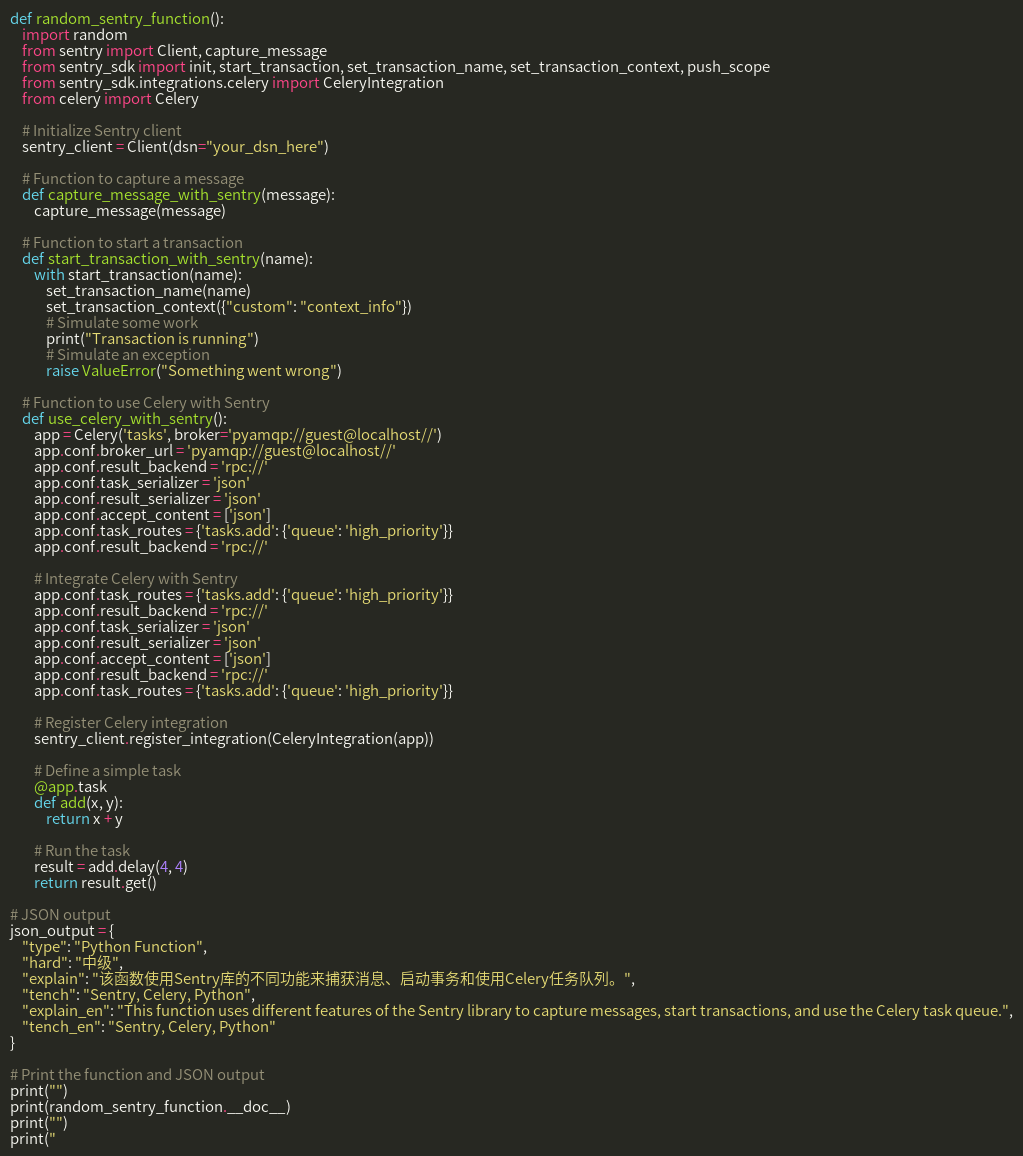 def random_sentry_function():
    import random
    from sentry import Client, capture_message
    from sentry_sdk import init, start_transaction, set_transaction_name, set_transaction_context, push_scope
    from sentry_sdk.integrations.celery import CeleryIntegration
    from celery import Celery

    # Initialize Sentry client
    sentry_client = Client(dsn="your_dsn_here")

    # Function to capture a message
    def capture_message_with_sentry(message):
        capture_message(message)

    # Function to start a transaction
    def start_transaction_with_sentry(name):
        with start_transaction(name):
            set_transaction_name(name)
            set_transaction_context({"custom": "context_info"})
            # Simulate some work
            print("Transaction is running")
            # Simulate an exception
            raise ValueError("Something went wrong")

    # Function to use Celery with Sentry
    def use_celery_with_sentry():
        app = Celery('tasks', broker='pyamqp://guest@localhost//')
        app.conf.broker_url = 'pyamqp://guest@localhost//'
        app.conf.result_backend = 'rpc://'
        app.conf.task_serializer = 'json'
        app.conf.result_serializer = 'json'
        app.conf.accept_content = ['json']
        app.conf.task_routes = {'tasks.add': {'queue': 'high_priority'}}
        app.conf.result_backend = 'rpc://'

        # Integrate Celery with Sentry
        app.conf.task_routes = {'tasks.add': {'queue': 'high_priority'}}
        app.conf.result_backend = 'rpc://'
        app.conf.task_serializer = 'json'
        app.conf.result_serializer = 'json'
        app.conf.accept_content = ['json']
        app.conf.result_backend = 'rpc://'
        app.conf.task_routes = {'tasks.add': {'queue': 'high_priority'}}

        # Register Celery integration
        sentry_client.register_integration(CeleryIntegration(app))

        # Define a simple task
        @app.task
        def add(x, y):
            return x + y

        # Run the task
        result = add.delay(4, 4)
        return result.get()

# JSON output
json_output = {
    "type": "Python Function",
    "hard": "中级",
    "explain": "该函数使用Sentry库的不同功能来捕获消息、启动事务和使用Celery任务队列。",
    "tench": "Sentry, Celery, Python",
    "explain_en": "This function uses different features of the Sentry library to capture messages, start transactions, and use the Celery task queue.",
    "tench_en": "Sentry, Celery, Python"
}

# Print the function and JSON output
print("")
print(random_sentry_function.__doc__)
print("")
print("